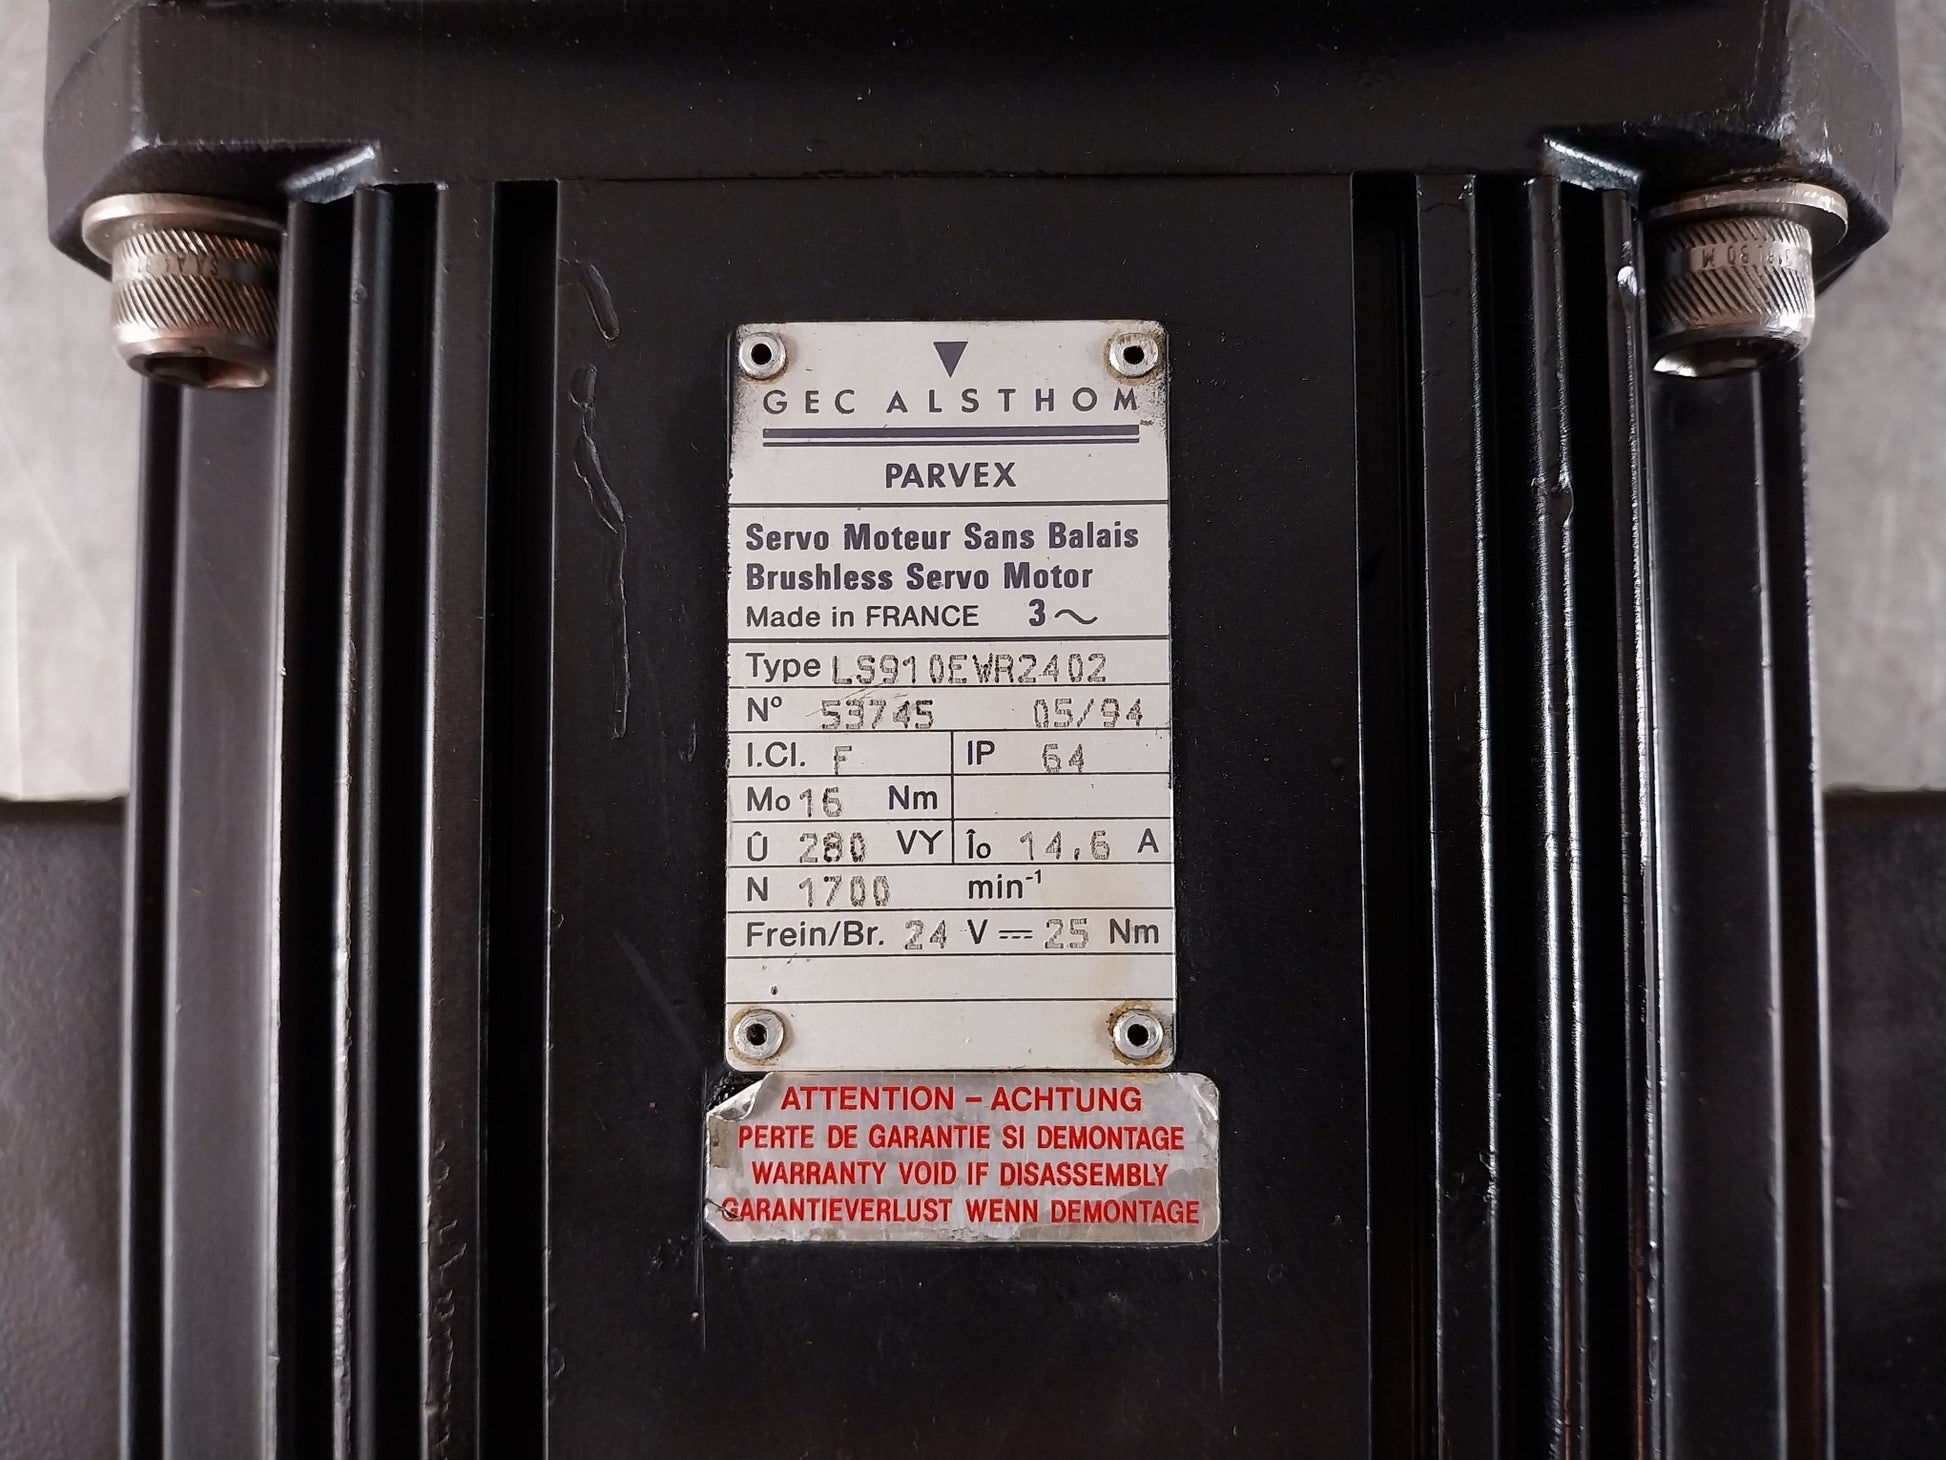 GEC ALSTHOM
PARVEX
Servo Moteur Sans Balais
Brushless Servo Motor
Made in FRANCE 3~
Type LS910EWR2402
Nº 53745 05/94
I.Cl. F IP 64
Mo 16 Nm
Û 280 VY Îo 14,6 A
N 1700 min⁻¹
Frein/Br. 24 V ⎓ 25 Nm
ATTENTION – ACHTUNG
PERTE DE GARANTIE SI DEMONTAGE
WARRANTY VOID IF DISASSEMBLY
GARANTIEVERLUST WENN DEMONTAGE